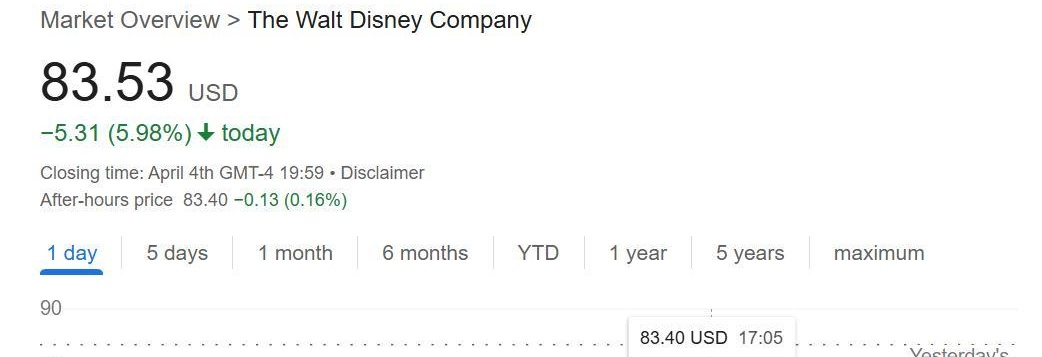 Market Overview > The Walt Disney Company
83.53 USD
−5.31 (5.98%) ↓ today
Closing time: April 4th GMT-4 19:59 • Disclaimer
After-hours price 83.40 −0.13 (0.16%)
1 day 5 days 1 month 6 months YTD 1 year 5 years maximum
90
83.40 USD 17:05
Yesterday's